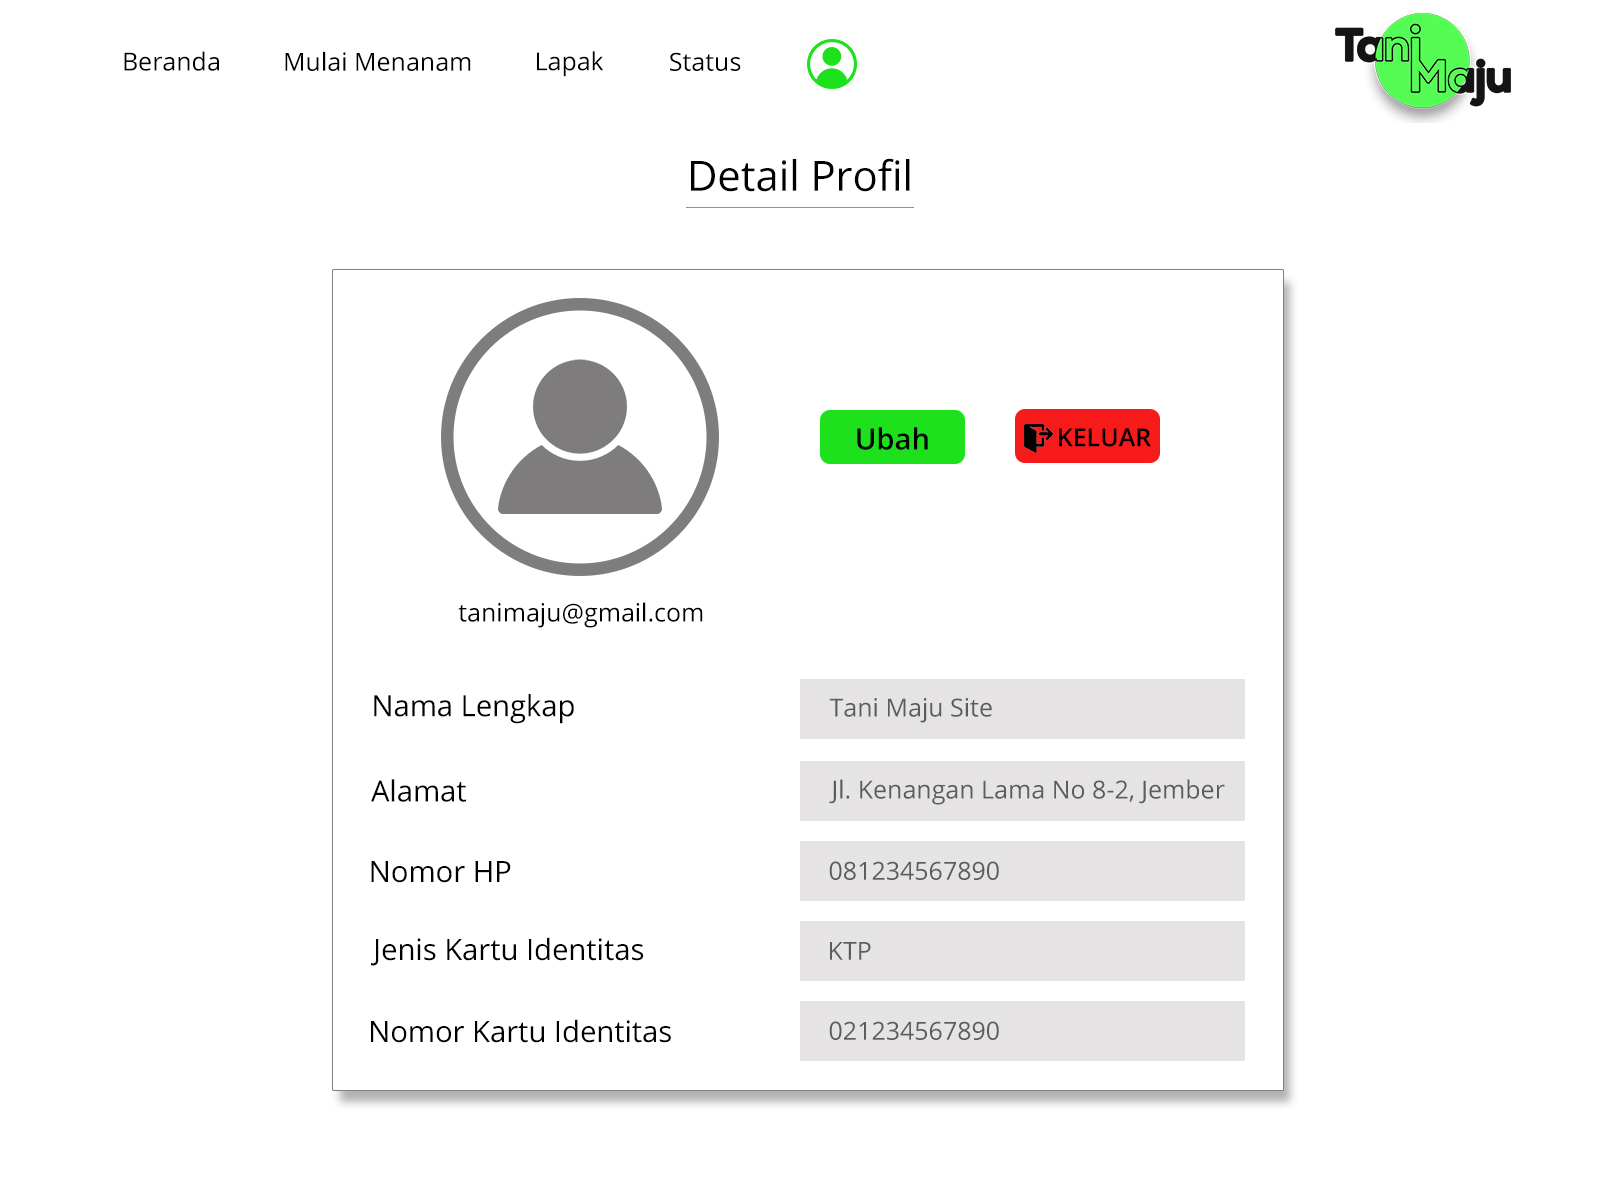 Beranda
Mulai Menanam
Lapak
Status
Tani
Maju
Detail Profil
Ubah
KELUAR
tanimaju@gmail.com
Nama Lengkap
Tani Maju Site
Alamat
Jl. Kenangan Lama No 8-2, Jember
Nomor HP
081234567890
Jenis Kartu Identitas
KTP
Nomor Kartu Identitas
021234567890